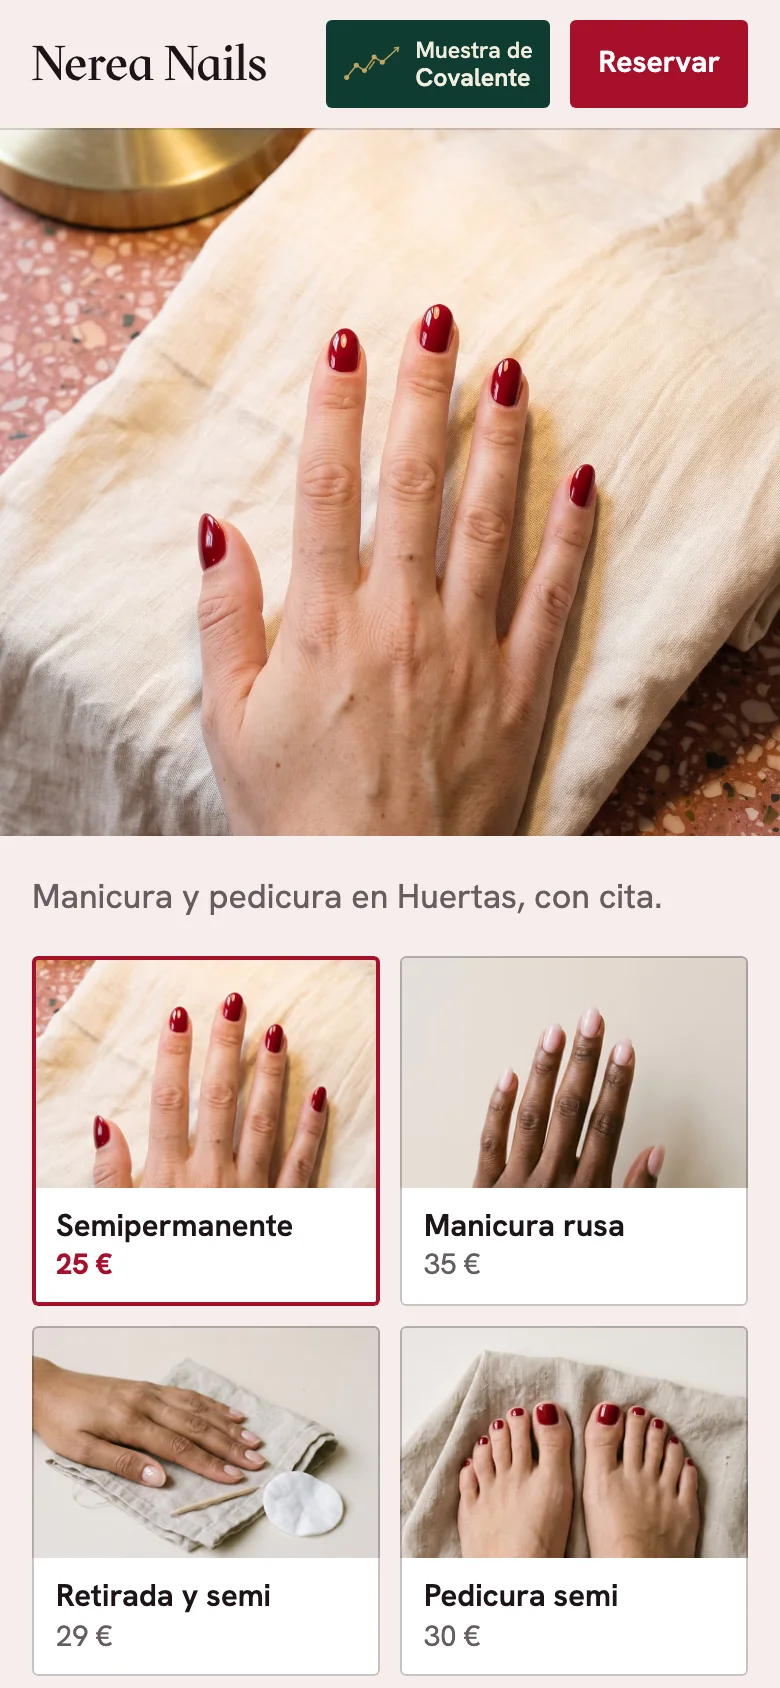 Nerea Nails
Muestra de
Covalente
Reservar
Manicura y pedicura en Huertas, con cita.
Semipermanente
25 €
Manicura rusa
35 €
Retirada y semi
29 €
Pedicura semi
30 €